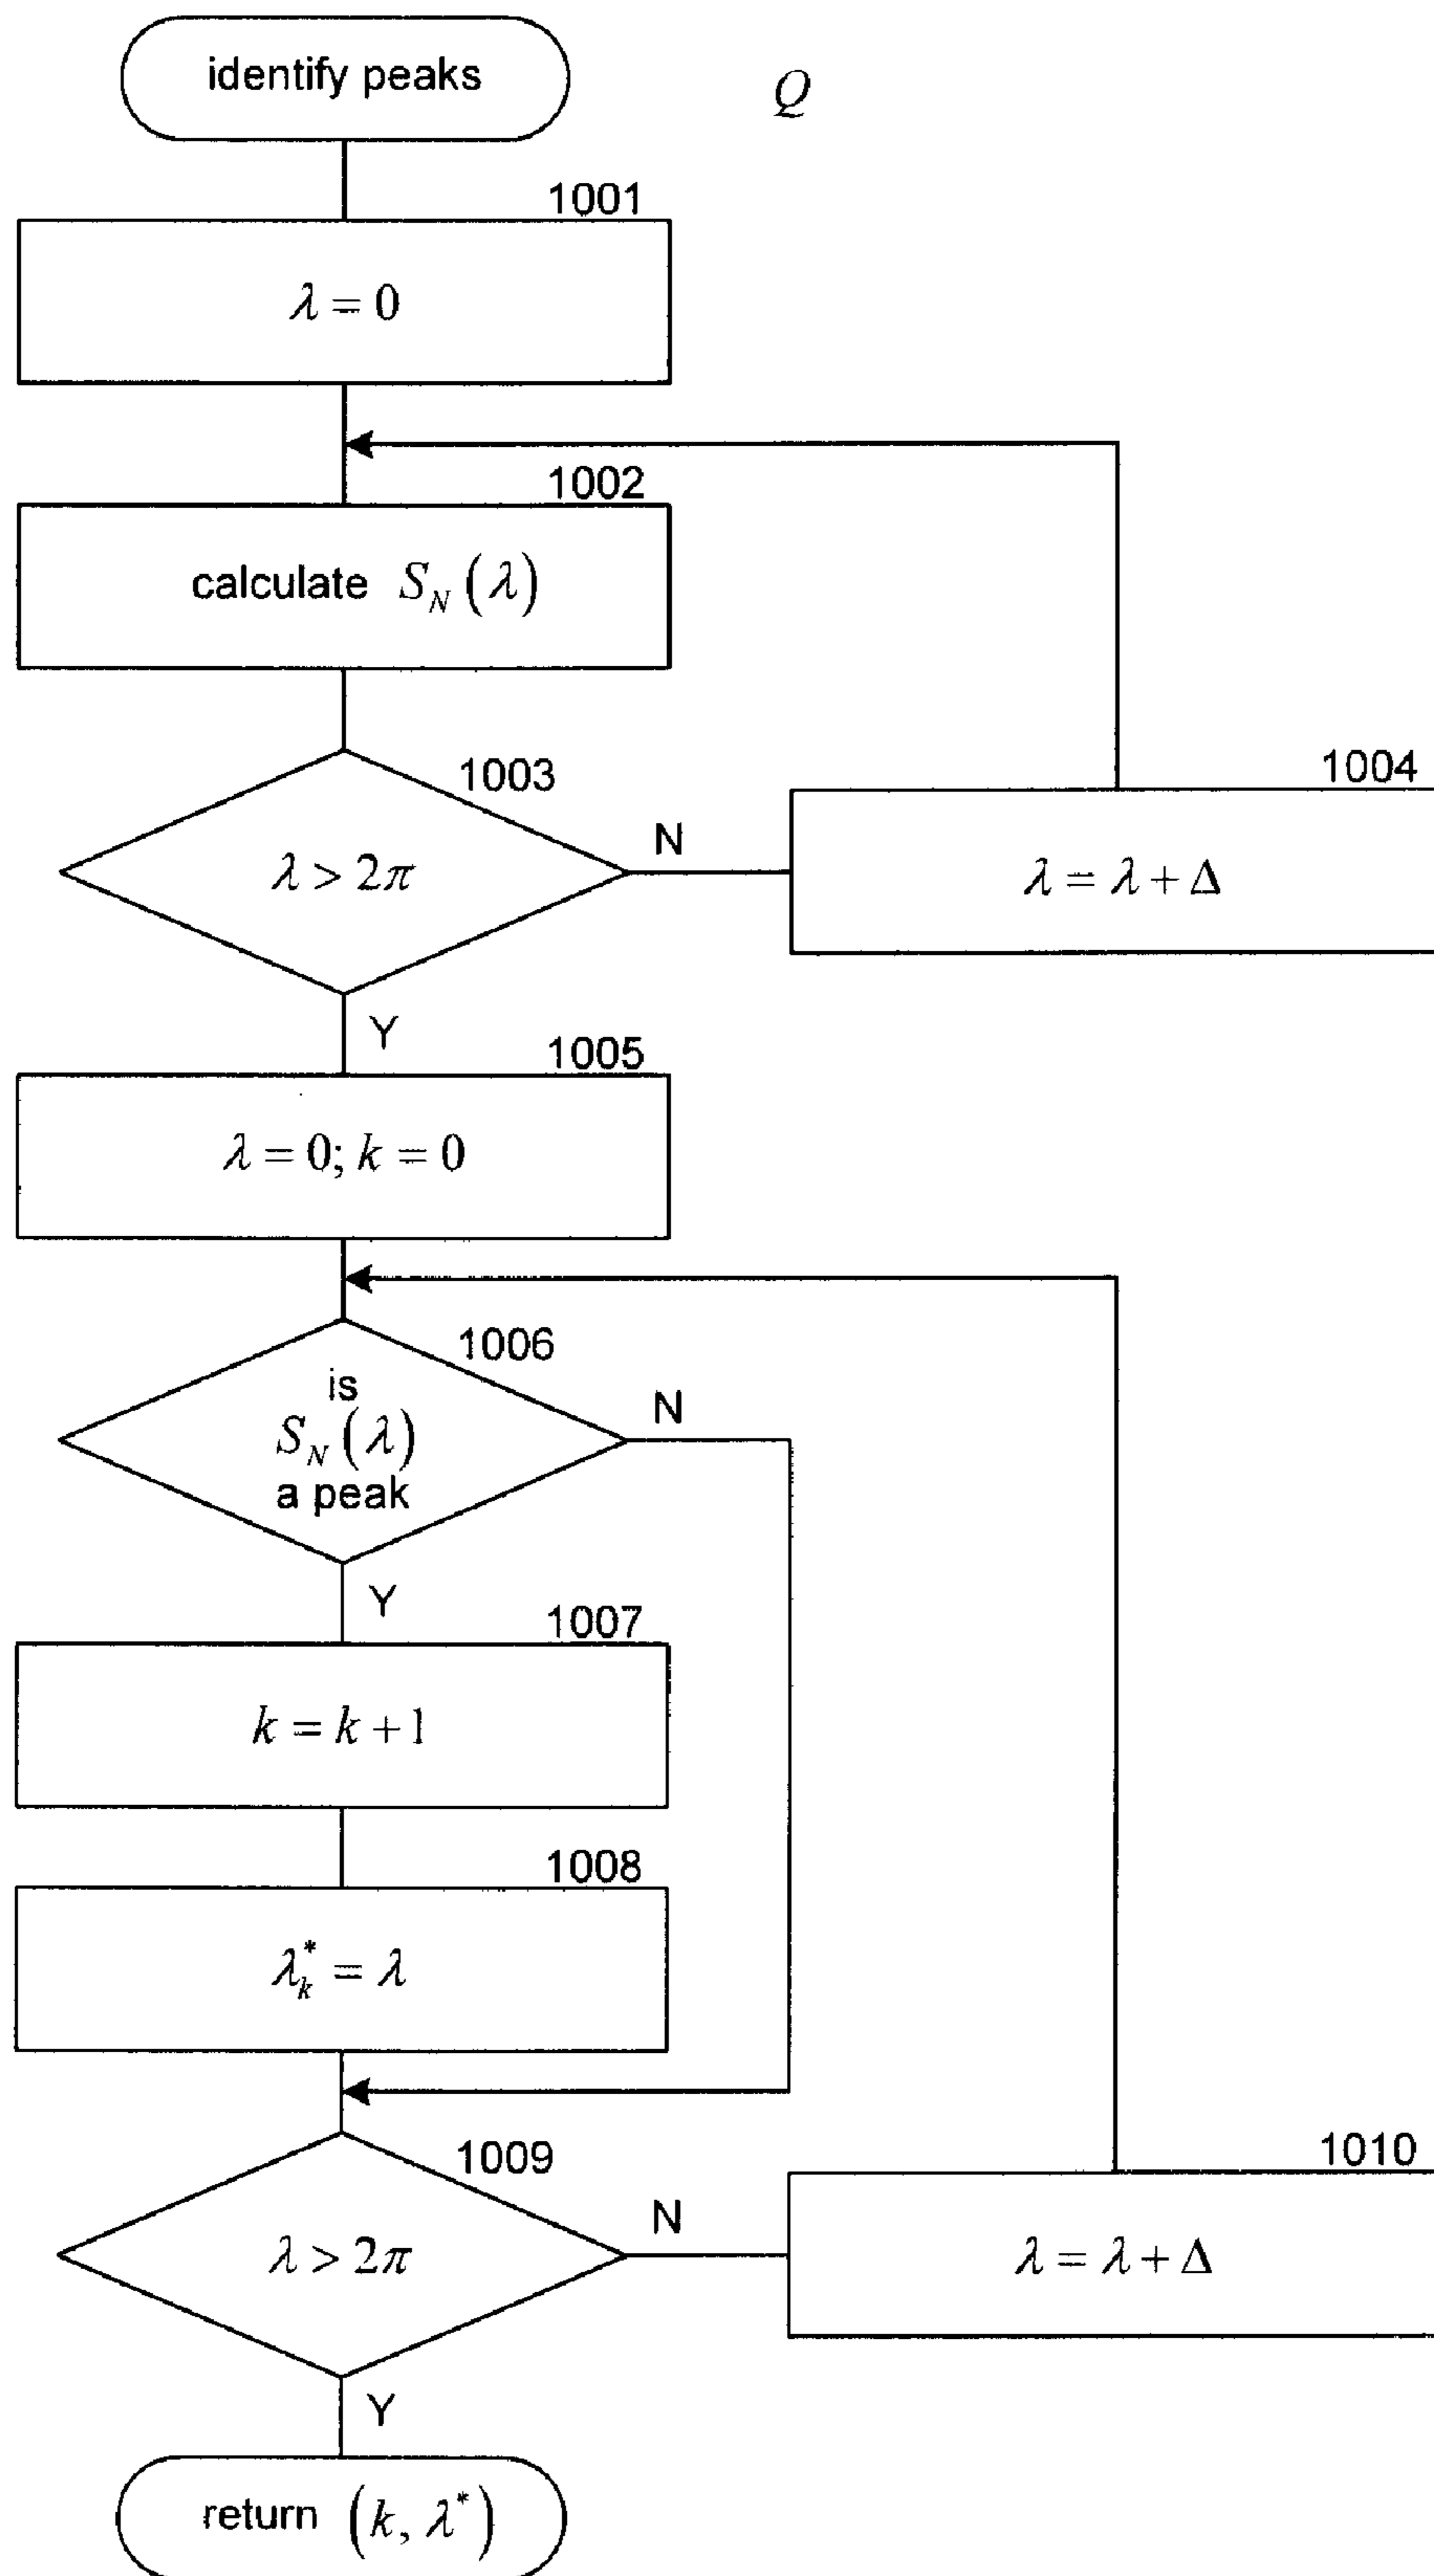 identify peaks
Q
1001
λ = 0
1002
calculate S_N(λ)
1003
λ > 2π
N
1004
λ = λ + Δ
Y
1005
λ = 0; k = 0
1006
is
S_N(λ)
a peak
N
Y
1007
k = k + 1
1008
λ*_k = λ
1009
λ > 2π
N
1010
λ = λ + Δ
Y
return (k, λ*)